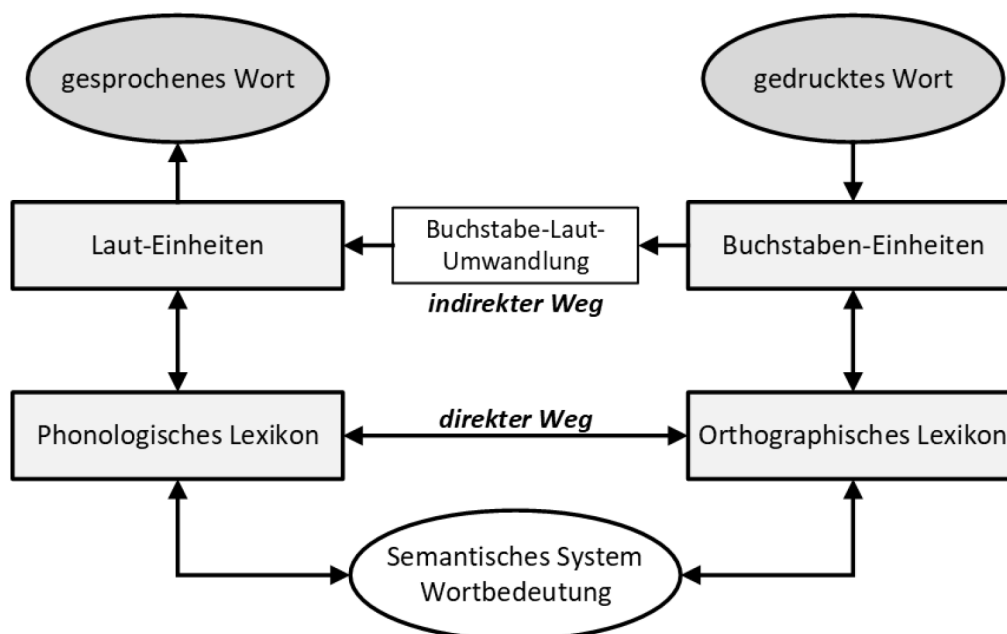 gesprochenes Wort
gedrucktes Wort
Laut-Einheiten
Buchstabe-Laut-
Umwandlung
Buchstaben-Einheiten
indirekter Weg
Phonologisches Lexikon
direkter Weg
Orthographisches Lexikon
Semantisches System
Wortbedeutung